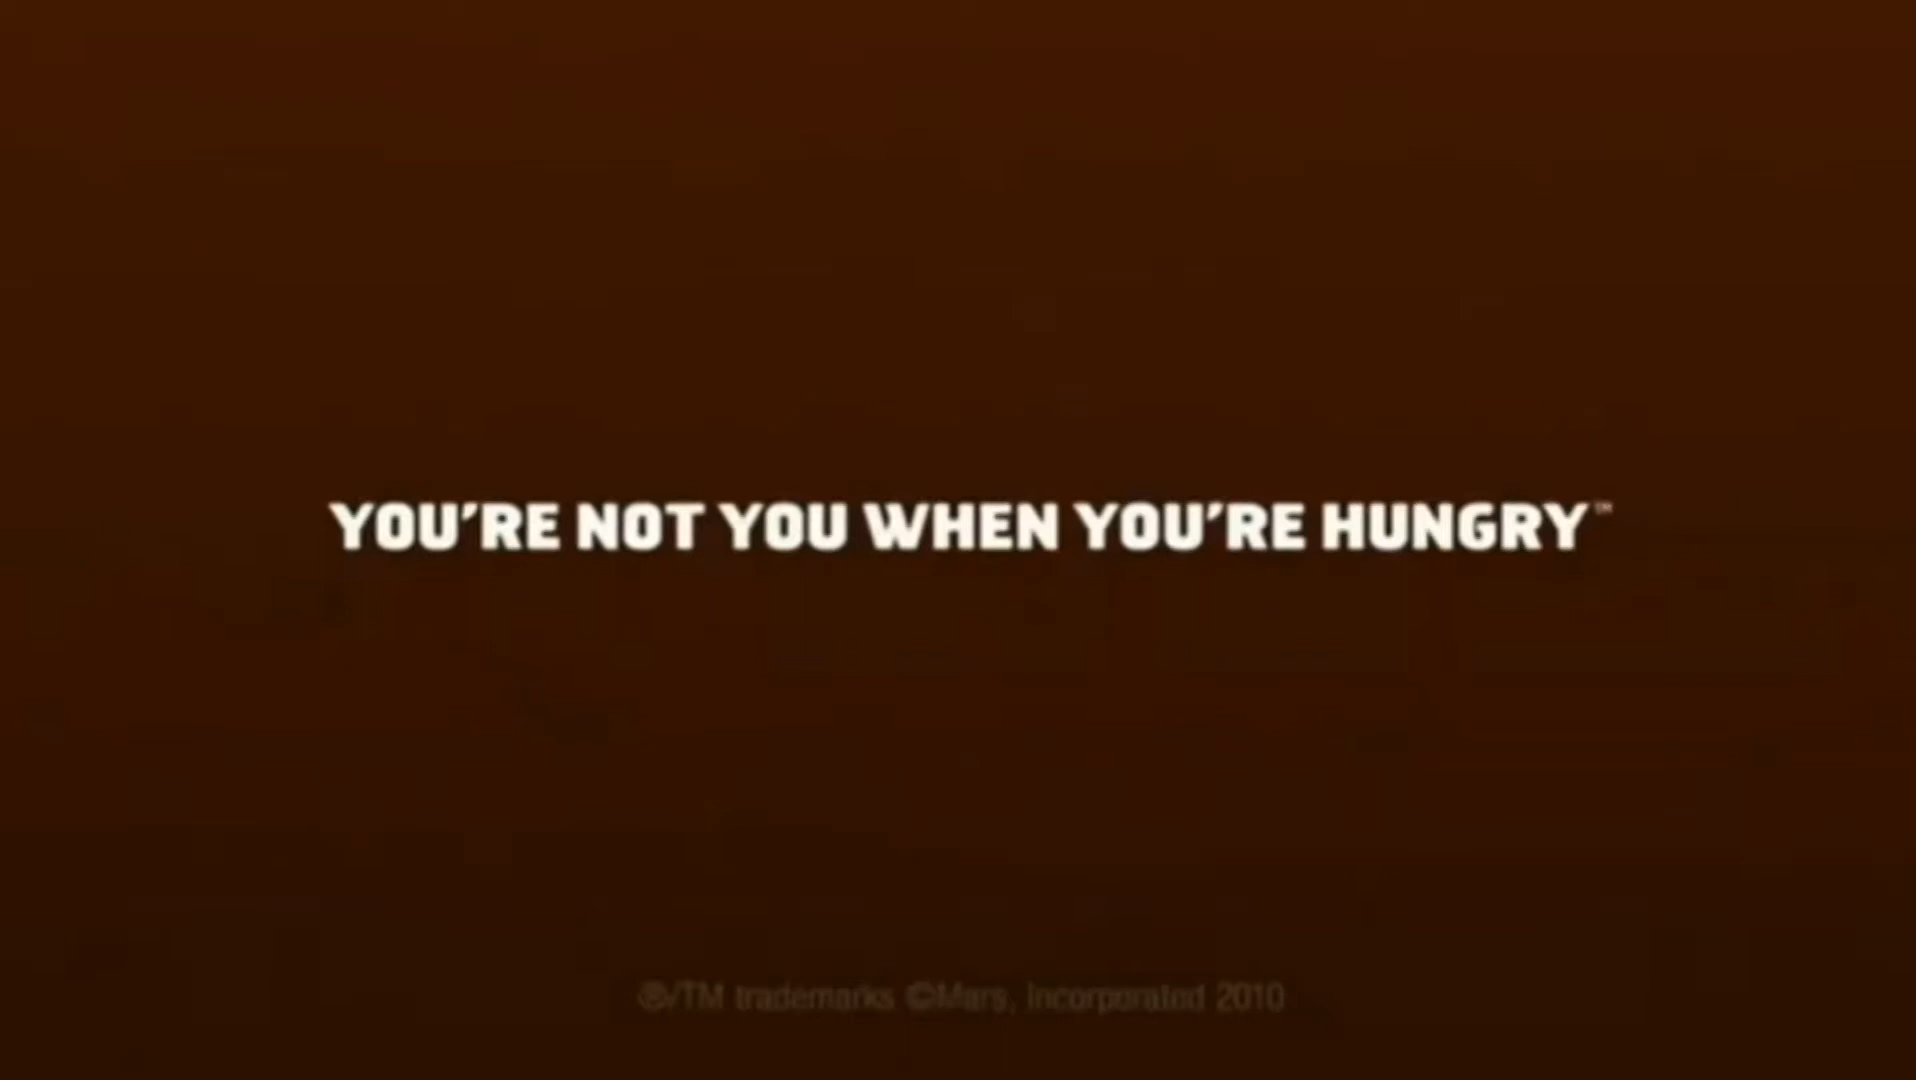 YOU'RE NOT YOU WHEN YOU'RE HUNGRY™
®/TM trademarks ©Mars, Incorporated 2010